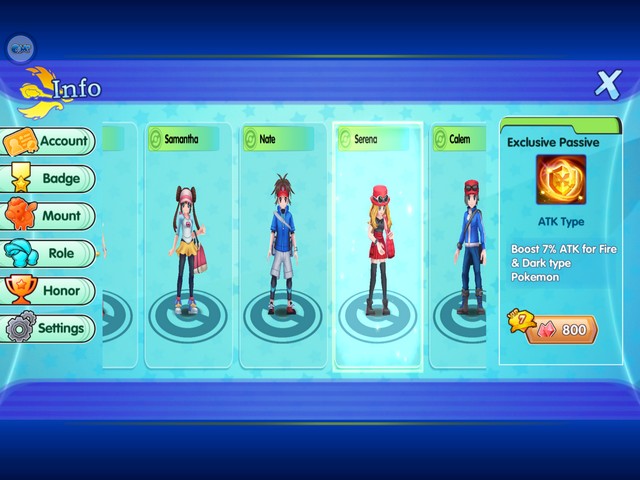 Info
X
Account
Badge
Mount
Role
Honor
Settings
Samantha
Nate
Serena
Calem
Exclusive Passive
ATK Type
Boost 7% ATK for Fire
& Dark type
Pokemon
7
800